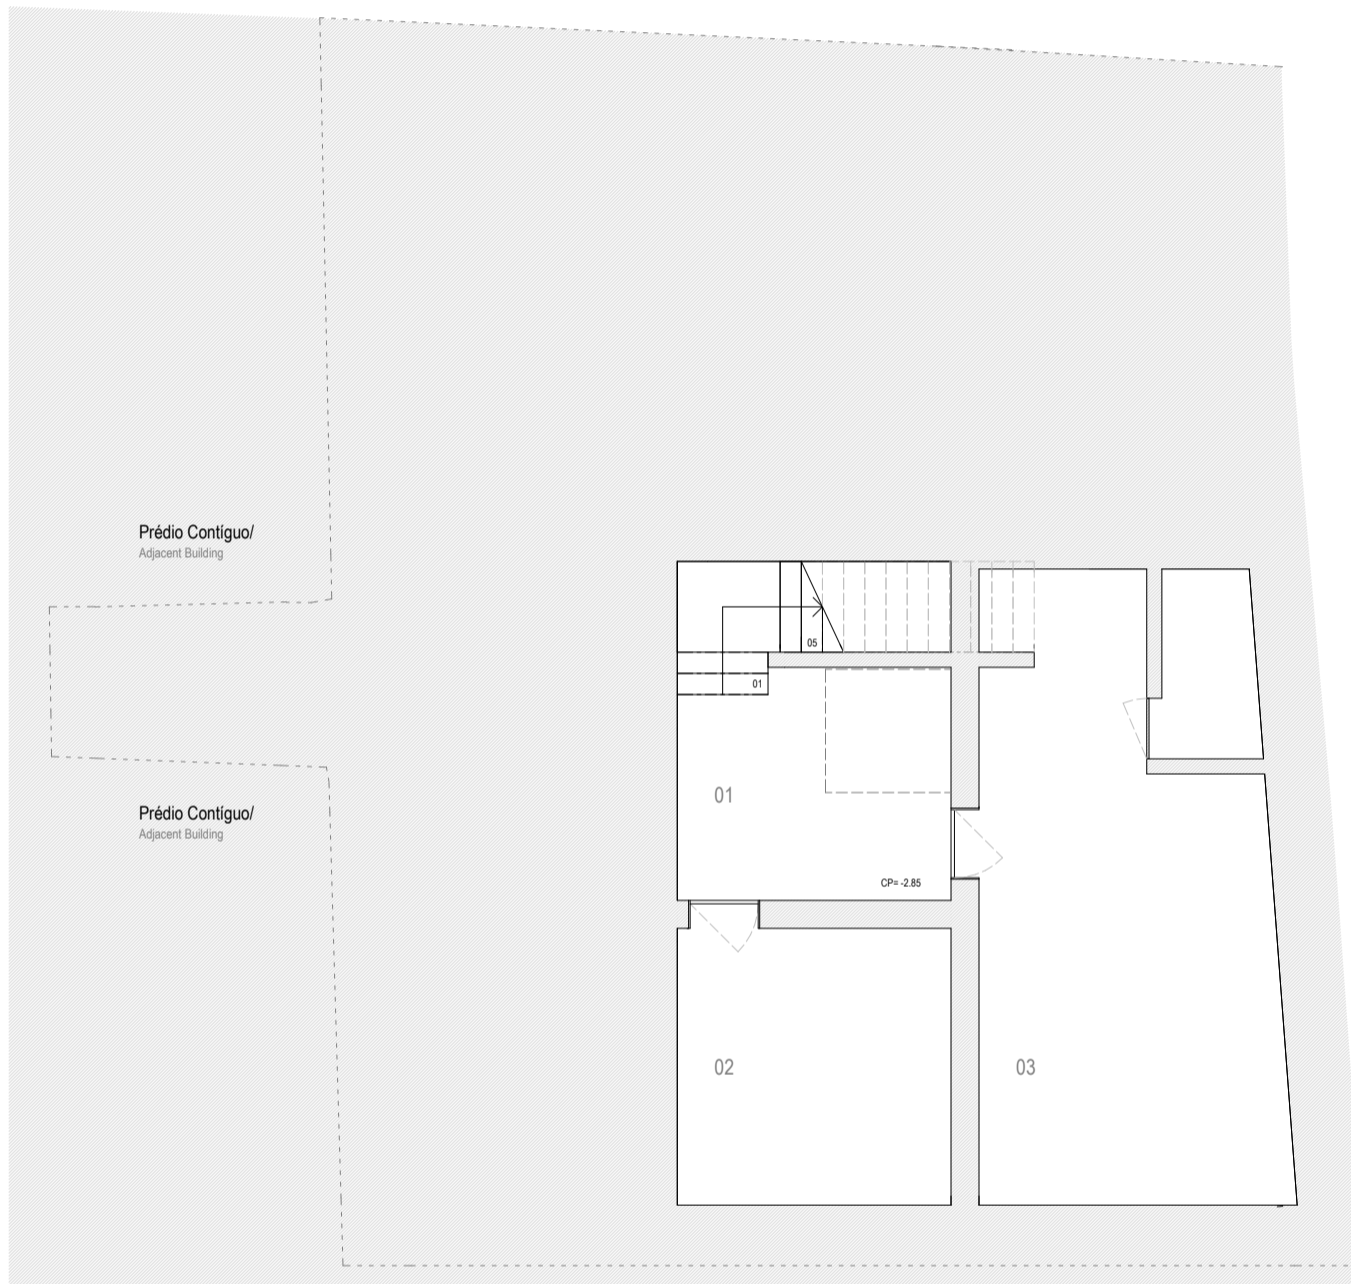 Prédio Contíguo/
Adjacent Building
05
01
01
Prédio Contíguo/
Adjacent Building
CP= -2.85
02
03